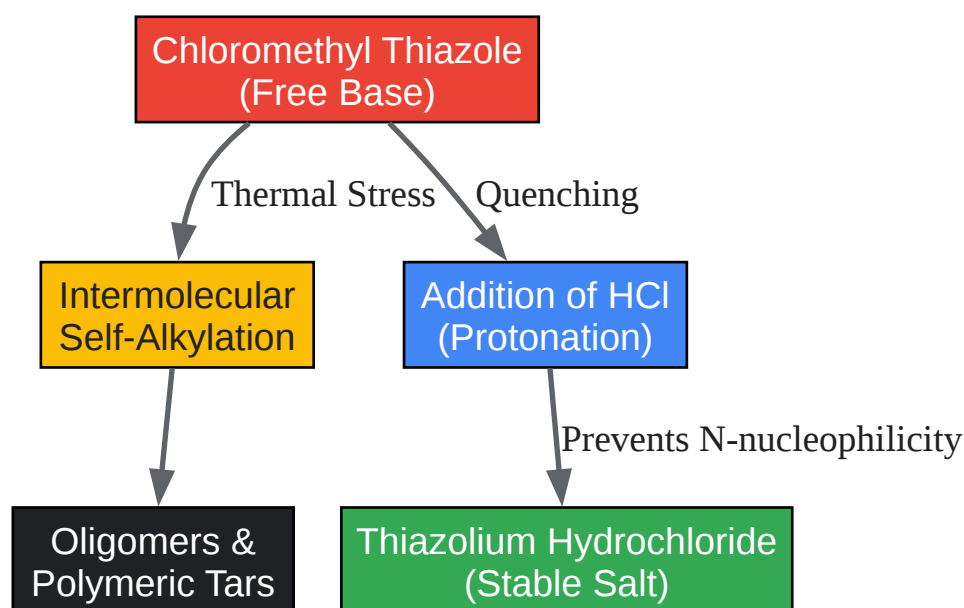 Chloromethyl Thiazole
(Free Base)
Thermal Stress
Quenching
Intermolecular
Self-Alkylation
Addition of HCl
(Protonation)
Prevents N-nucleophilicity
Oligomers &
Polymeric Tars
Thiazolium Hydrochloride
(Stable Salt)